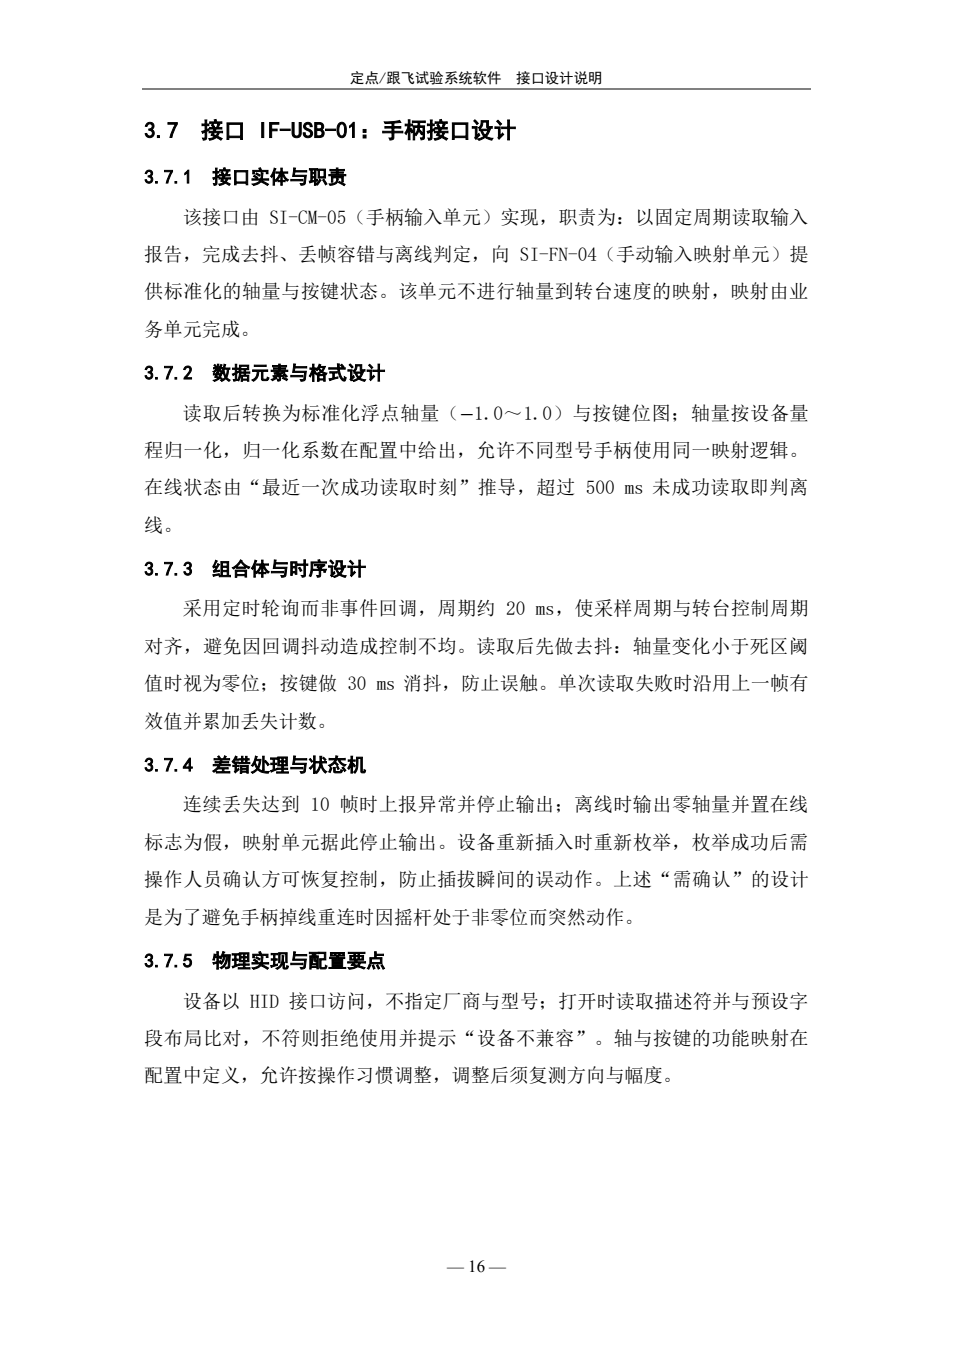 定点/跟飞试验系统软件　接口设计说明
3.7　接口 IF-USB-01：手柄接口设计
3.7.1　接口实体与职责
该接口由 SI-CM-05（手柄输入单元）实现，职责为：以固定周期读取输入
报告，完成去抖、丢帧容错与离线判定，向 SI-FN-04（手动输入映射单元）提
供标准化的轴量与按键状态。该单元不进行轴量到转台速度的映射，映射由业
务单元完成。
3.7.2　数据元素与格式设计
读取后转换为标准化浮点轴量（−1.0～1.0）与按键位图；轴量按设备量
程归一化，归一化系数在配置中给出，允许不同型号手柄使用同一映射逻辑。
在线状态由“最近一次成功读取时刻”推导，超过 500 ms 未成功读取即判离
线。
3.7.3　组合体与时序设计
采用定时轮询而非事件回调，周期约 20 ms，使采样周期与转台控制周期
对齐，避免因回调抖动造成控制不均。读取后先做去抖：轴量变化小于死区阈
值时视为零位；按键做 30 ms 消抖，防止误触。单次读取失败时沿用上一帧有
效值并累加丢失计数。
3.7.4　差错处理与状态机
连续丢失达到 10 帧时上报异常并停止输出；离线时输出零轴量并置在线
标志为假，映射单元据此停止输出。设备重新插入时重新枚举，枚举成功后需
操作人员确认方可恢复控制，防止插拔瞬间的误动作。上述“需确认”的设计
是为了避免手柄掉线重连时因摇杆处于非零位而突然动作。
3.7.5　物理实现与配置要点
设备以 HID 接口访问，不指定厂商与型号；打开时读取描述符并与预设字
段布局比对，不符则拒绝使用并提示“设备不兼容”。轴与按键的功能映射在
配置中定义，允许按操作习惯调整，调整后须复测方向与幅度。
— 16 —